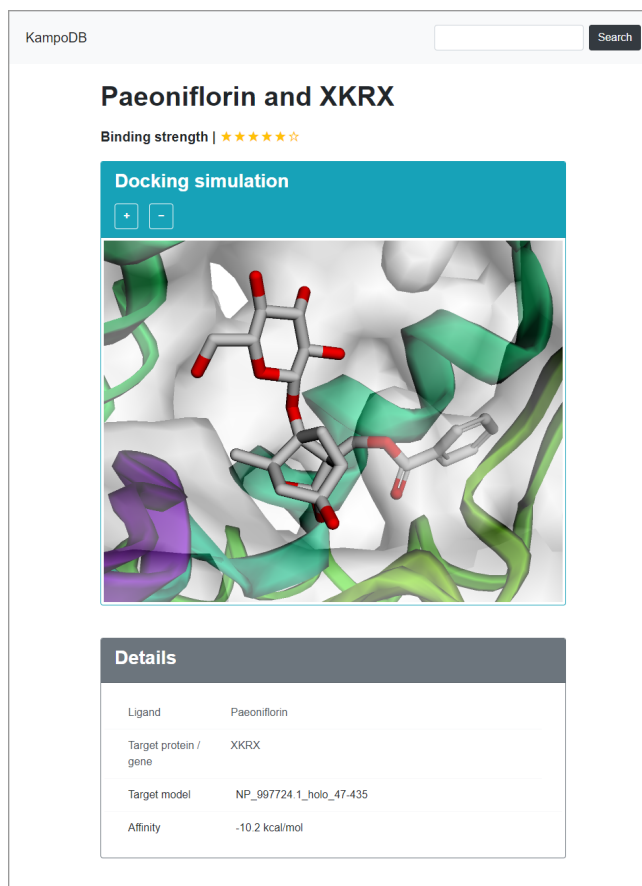 KampoDB
Search
Paeoniflorin and XKRX
Binding strength | ★★★★★☆
Docking simulation
+ −
Details
Ligand Paeoniflorin
Target protein / XKRX
gene
Target model NP_997724.1_holo_47-435
Affinity -10.2 kcal/mol